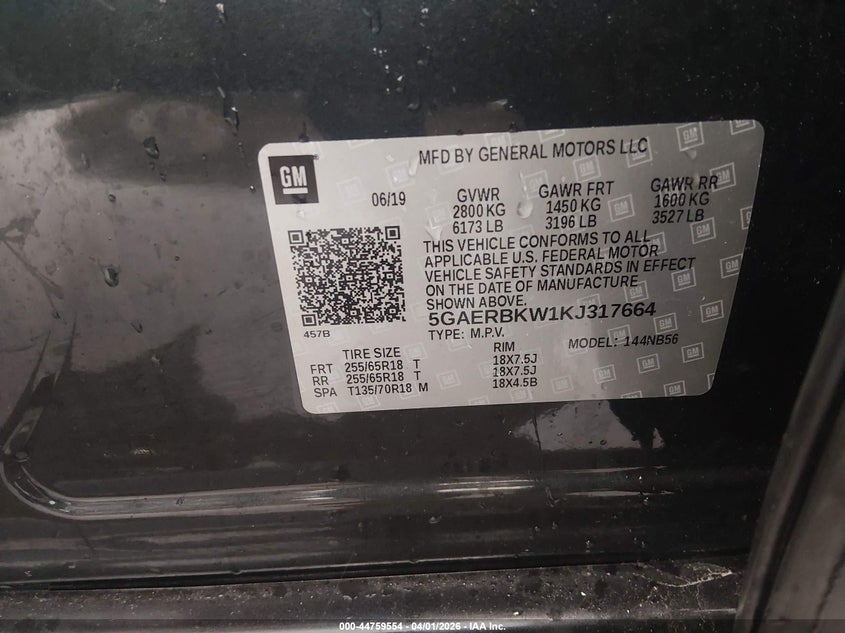 MFD BY GENERAL MOTORS LLC
GM
06/19
GVWR
2800 KG
6173 LB
GAWR FRT
1450 KG
3196 LB
GAWR RR
1600 KG
3527 LB
THIS VEHICLE CONFORMS TO ALL
APPLICABLE U.S. FEDERAL MOTOR
VEHICLE SAFETY STANDARDS IN EFFECT
ON THE DATE OF MANUFACTURE
SHOWN ABOVE.
5GAERBKW1KJ317664
457B
TYPE: M.P.V.
MODEL: 144NB56
TIRE SIZE RIM
FRT 255/65R18 T 18X7.5J
RR 255/65R18 T 18X7.5J
SPA T135/70R18 M 18X4.5B
000-44759554 04/01/2026 - IAA Inc.